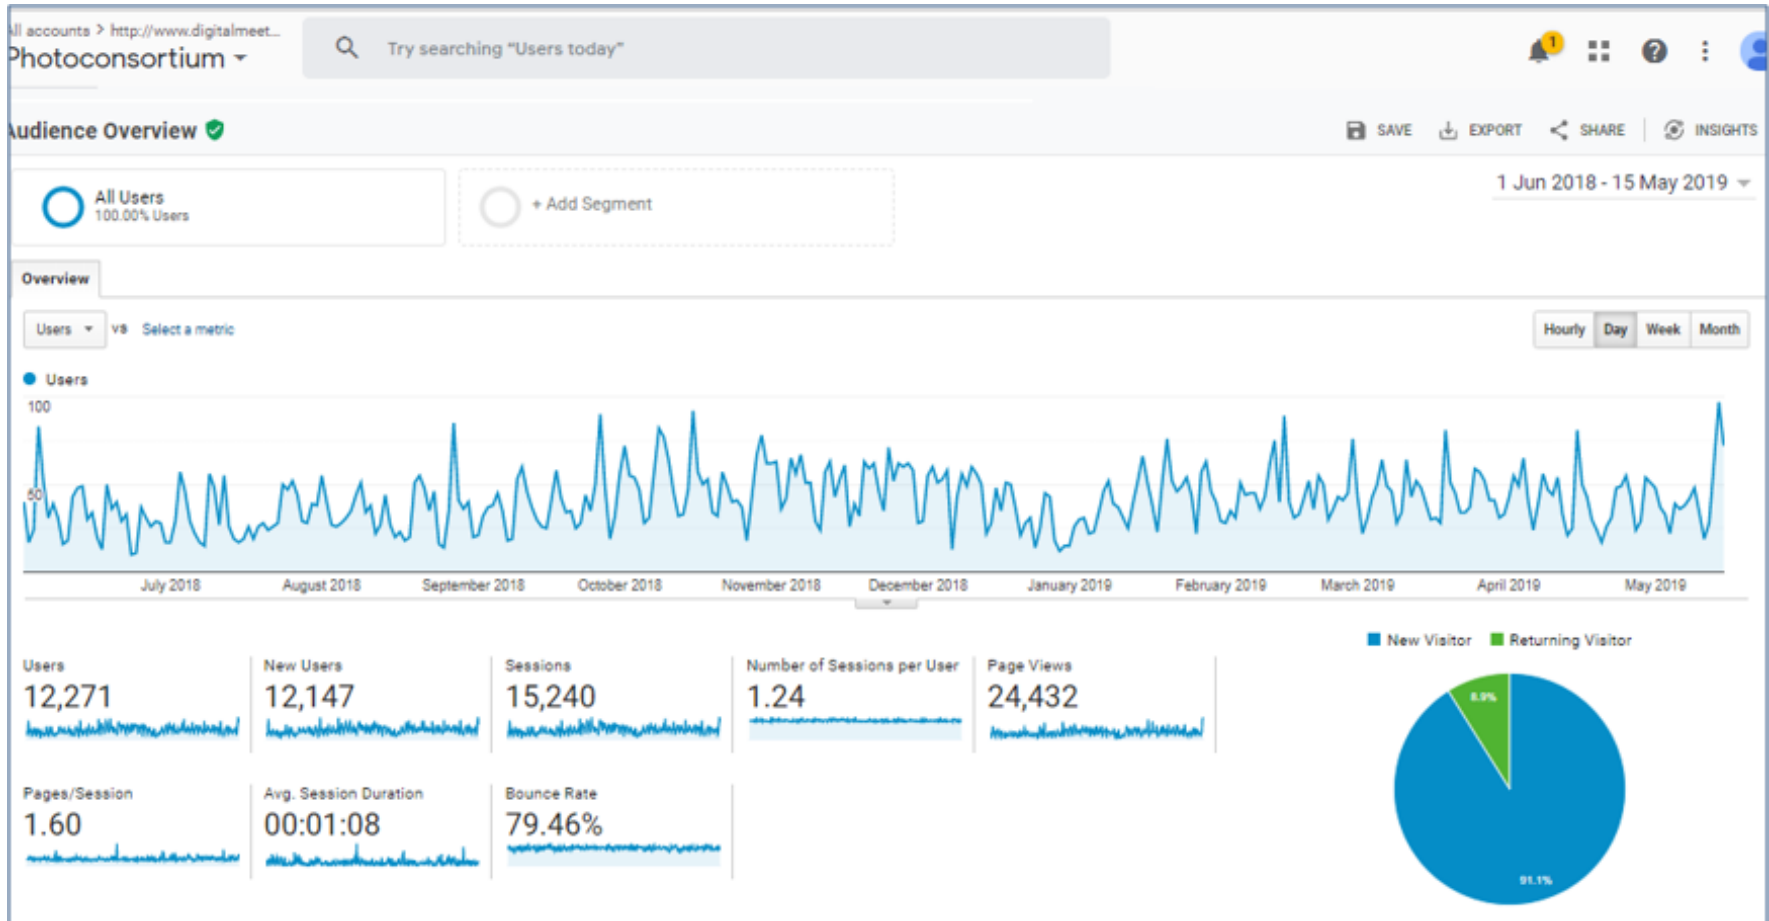 All accounts > http://www.digitalmeet...
Photoconsortium
Try searching "Users today"
1
Audience Overview
SAVE
EXPORT
SHARE
INSIGHTS
All Users
100.00% Users
+ Add Segment
1 Jun 2018 - 15 May 2019
Overview
Users
VS
Select a metric
Hourly
Day
Week
Month
Users
100
50
July 2018
August 2018
September 2018
October 2018
November 2018
December 2018
January 2019
February 2019
March 2019
April 2019
May 2019
New Visitor
Returning Visitor
Users
12,271
New Users
12,147
Sessions
15,240
Number of Sessions per User
1.24
Page Views
24,432
8.9%
Pages/Session
1.60
Avg. Session Duration
00:01:08
Bounce Rate
79.46%
91.1%